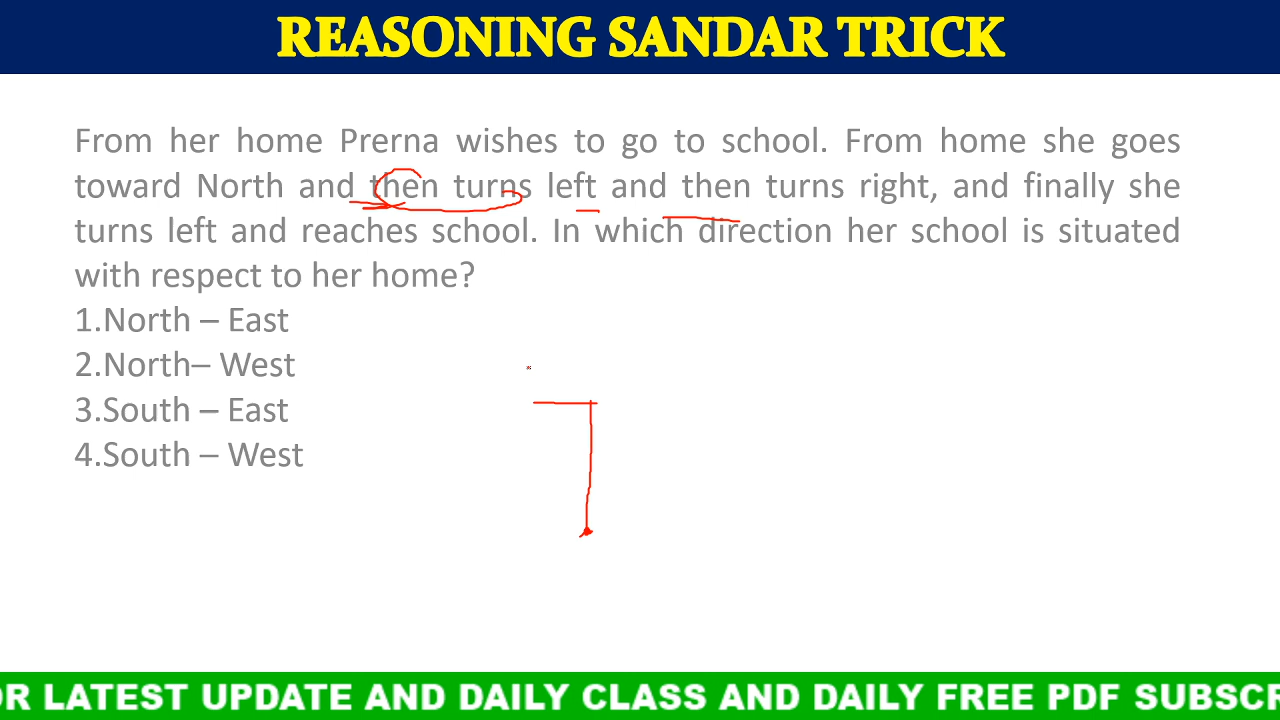 REASONING SANDAR TRICK
From her home Prerna wishes to go to school. From home she goes
toward North and then turns left and then turns right, and finally she
turns left and reaches school. In which direction her school is situated
with respect to her home?
1.North – East
2.North– West
3.South – East
4.South – West
OR LATEST UPDATE AND DAILY CLASS AND DAILY FREE PDF SUBSC